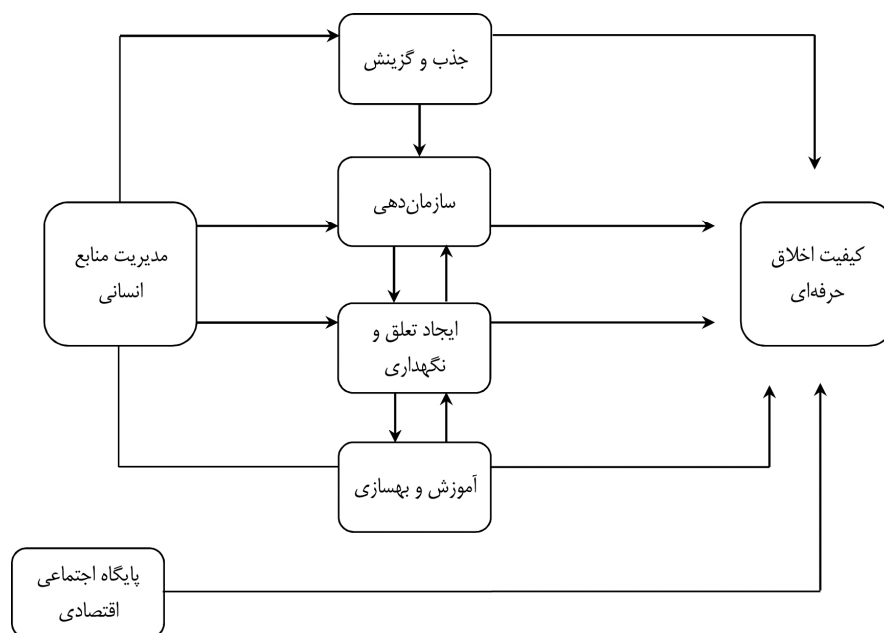 جذب و گزینش
سازمان‌دهی
مدیریت منابع
انسانی
کیفیت اخلاق
حرفه‌ای
ایجاد تعلق و
نگهداری
آموزش و بهسازی
پایگاه اجتماعی
اقتصادی